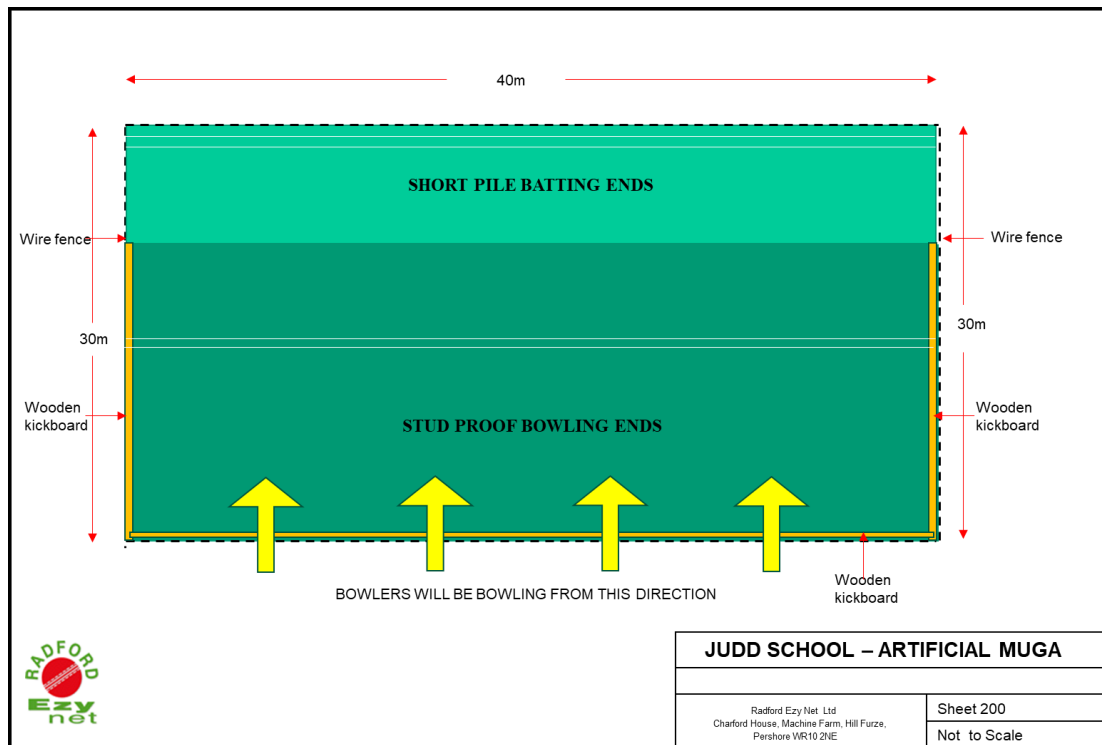 40m
SHORT PILE BATTING ENDS
Wire fence
Wire fence
30m
30m
Wooden
kickboard
Wooden
kickboard
STUD PROOF BOWLING ENDS
Wooden
kickboard
BOWLERS WILL BE BOWLING FROM THIS DIRECTION
RADFORD
Ezy
net
JUDD SCHOOL – ARTIFICIAL MUGA
Radford Ezy Net Ltd
Charford House, Machine Farm, Hill Furze,
Pershore WR10 2NE
Sheet 200
Not to Scale